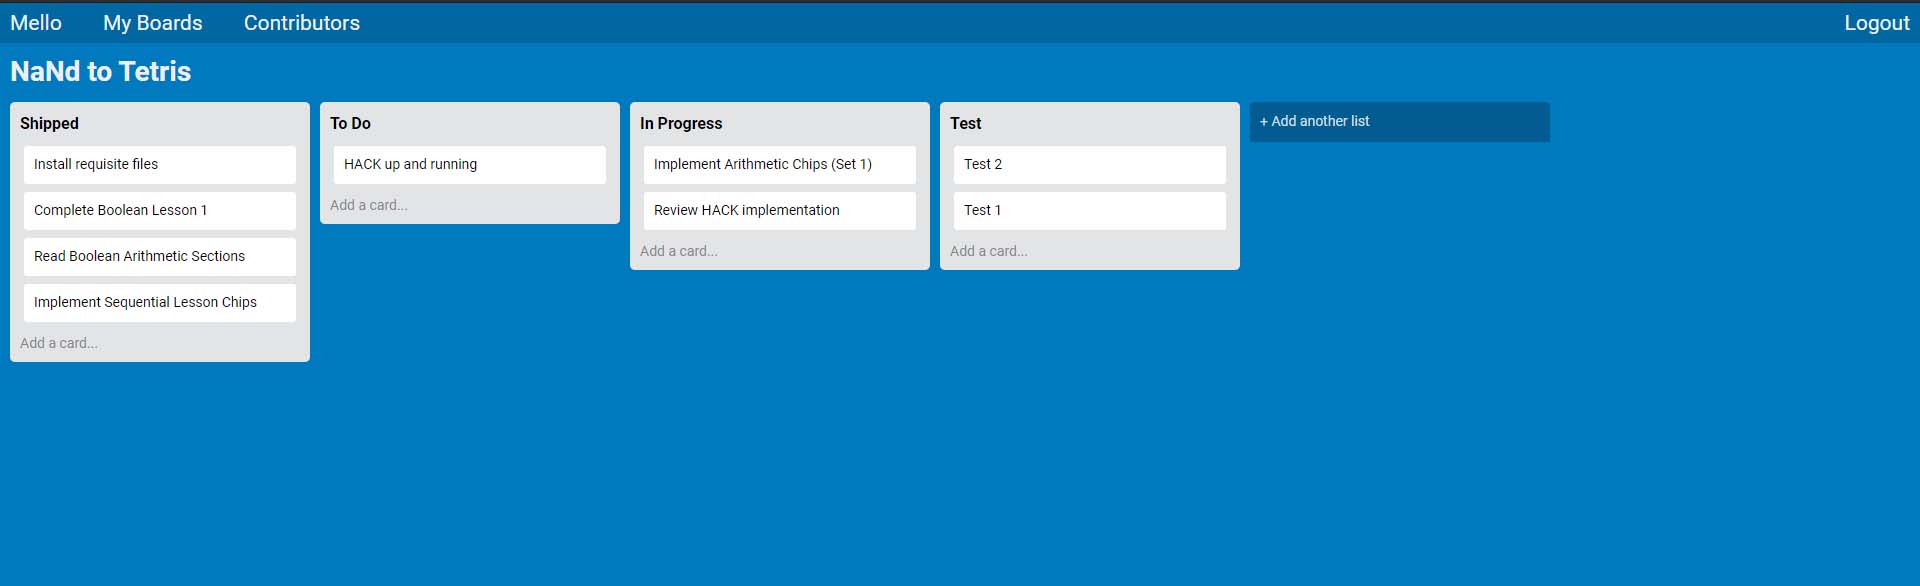 Mello My Boards Contributors Logout
NaNd to Tetris
Shipped
Install requisite files
Complete Boolean Lesson 1
Read Boolean Arithmetic Sections
Implement Sequential Lesson Chips
Add a card...
To Do
HACK up and running
Add a card...
In Progress
Implement Arithmetic Chips (Set 1)
Review HACK implementation
Add a card...
Test
Test 2
Test 1
Add a card...
+ Add another list